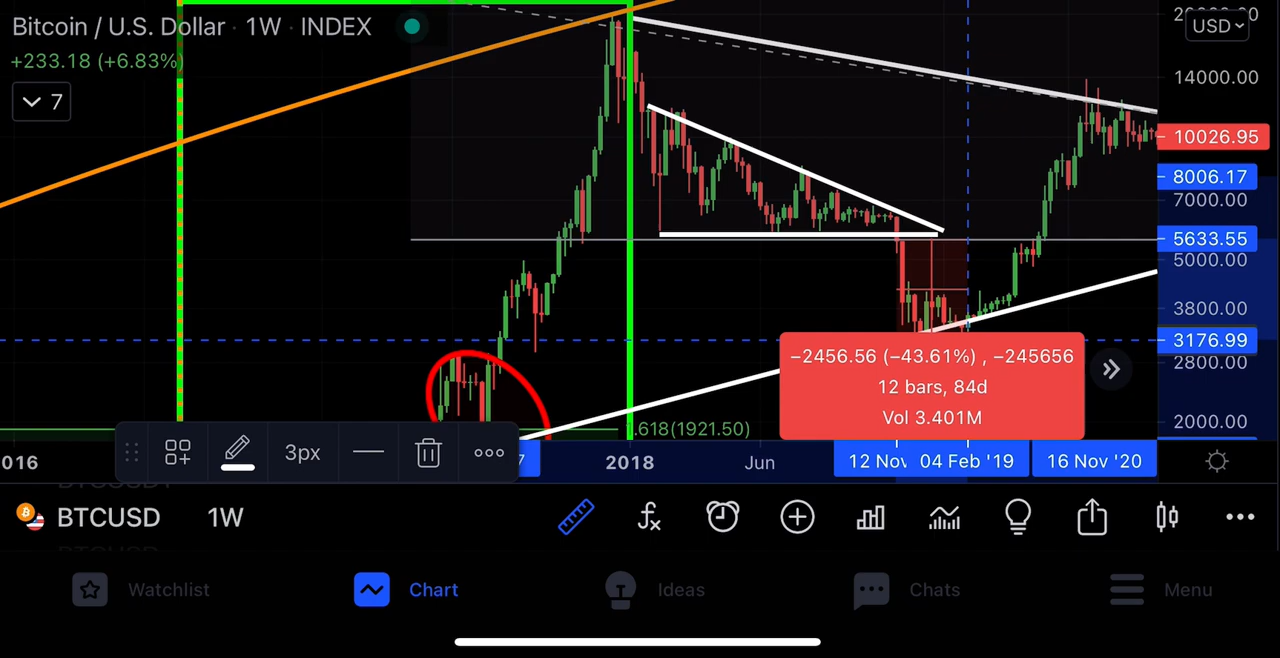 Bitcoin / U.S. Dollar · 1W · INDEX
+233.18 (+6.83%)
7
USD
14000.00
10026.95
8006.17
7000.00
5633.55
5000.00
3800.00
3176.99
2800.00
2000.00
−2456.56 (−43.61%) , −245656
12 bars, 84d
Vol 3.401M
.618(1921.50)
3px
016
7
2018
Jun
12 Nov
04 Feb '19
16 Nov '20
BTCUSD
1W
Watchlist
Chart
Ideas
Chats
Menu